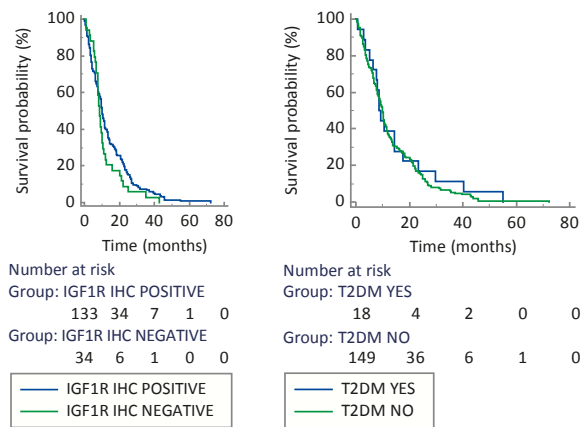 100
80
60
40
20
0
Survival probability (%)
0 20 40 60 80
Time (months)
Number at risk
Group: IGF1R IHC POSITIVE
133 34 7 1 0
Group: IGF1R IHC NEGATIVE
34 6 1 0 0
IGF1R IHC POSITIVE
IGF1R IHC NEGATIVE
100
80
60
40
20
0
Survival probability (%)
0 20 40 60 80
Time (months)
Number at risk
Group: T2DM YES
18 4 2 0 0
Group: T2DM NO
149 36 6 1 0
T2DM YES
T2DM NO